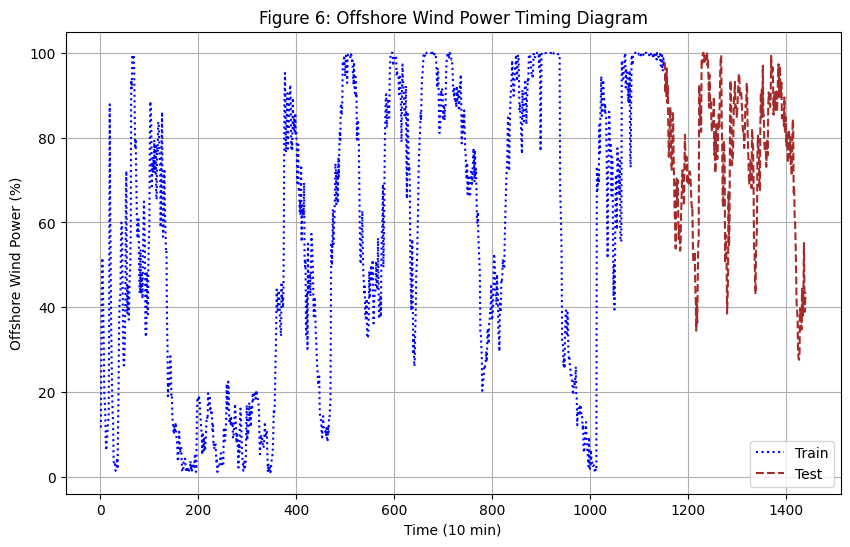 Figure 6: Offshore Wind Power Timing Diagram
Offshore Wind Power (%)
100
80
60
40
20
0
0 200 400 600 800 1000 1200 1400
Time (10 min)
Train
Test